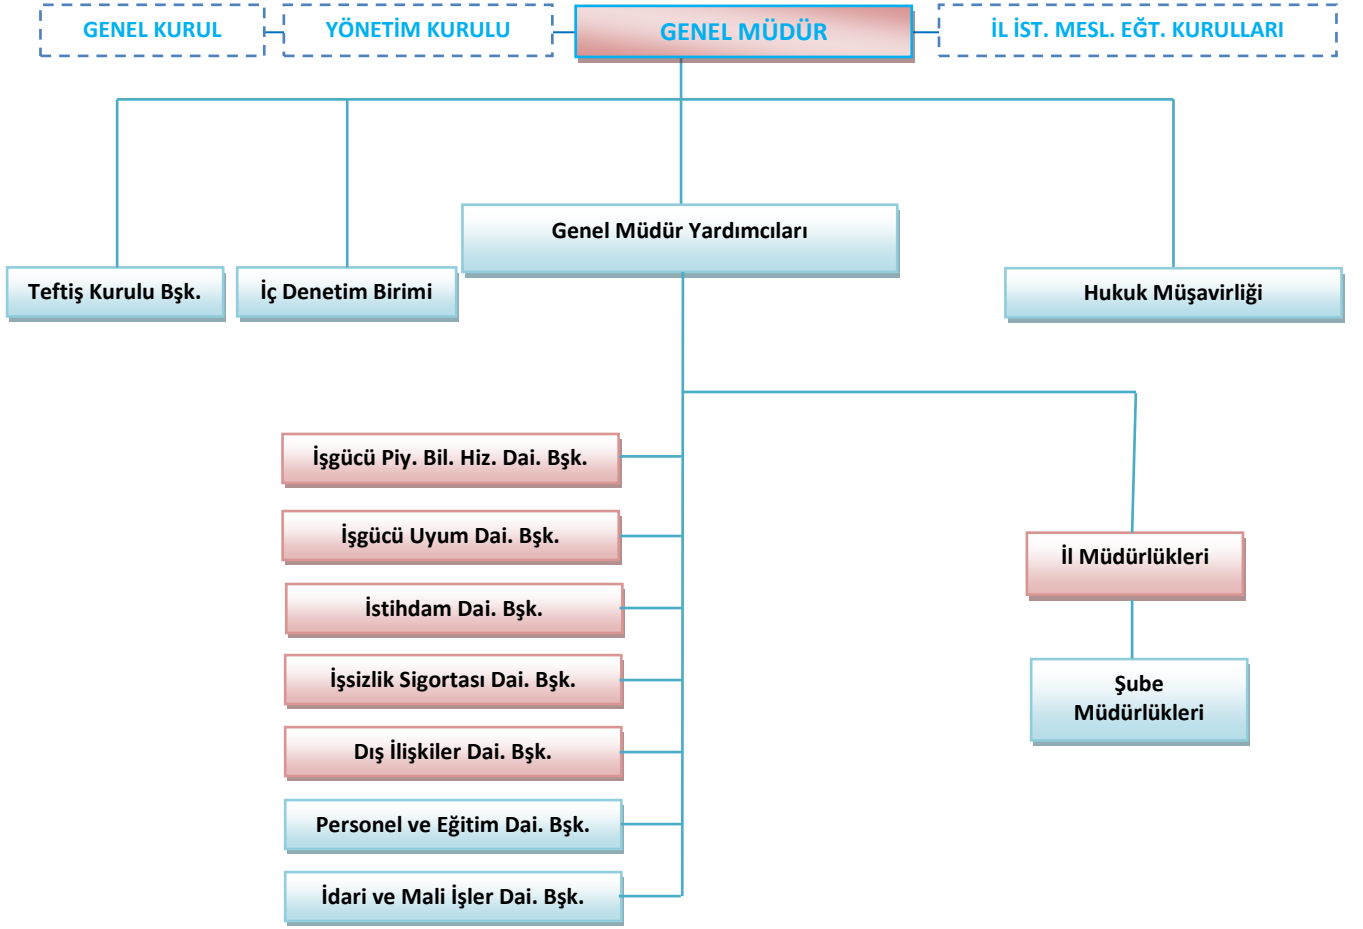 GENEL KURUL
YÖNETİM KURULU
GENEL MÜDÜR
İL İST. MESL. EĞT. KURULLARI
Genel Müdür Yardımcıları
Teftiş Kurulu Bşk.
İç Denetim Birimi
Hukuk Müşavirliği
İşgücü Piy. Bil. Hiz. Dai. Bşk.
İşgücü Uyum Dai. Bşk.
İstihdam Dai. Bşk.
İşsizlik Sigortası Dai. Bşk.
Dış İlişkiler Dai. Bşk.
Personel ve Eğitim Dai. Bşk.
İdari ve Mali İşler Dai. Bşk.
İl Müdürlükleri
Şube
Müdürlükleri